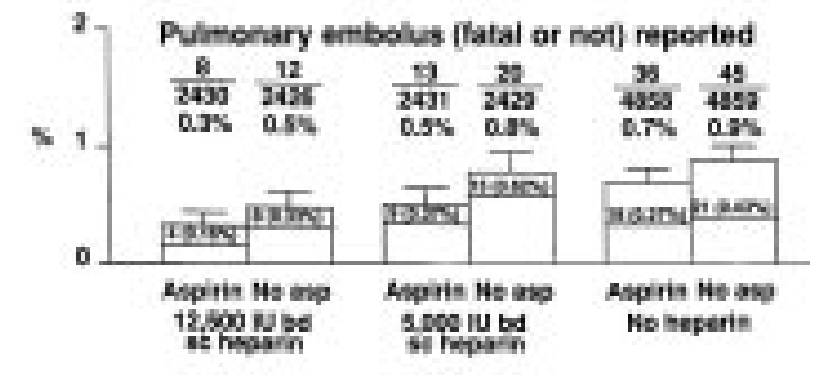 2
Pulmonary embolus (fatal or not) reported
8 12 13 20 36 45
2430 2426 2431 2429 4858 4859
0.3% 0.5% 0.5% 0.8% 0.7% 0.9%
%
1
0
Aspirin No asp Aspirin No asp Aspirin No asp
12,500 IU bd 5,000 IU bd No heparin
sc heparin sc heparin